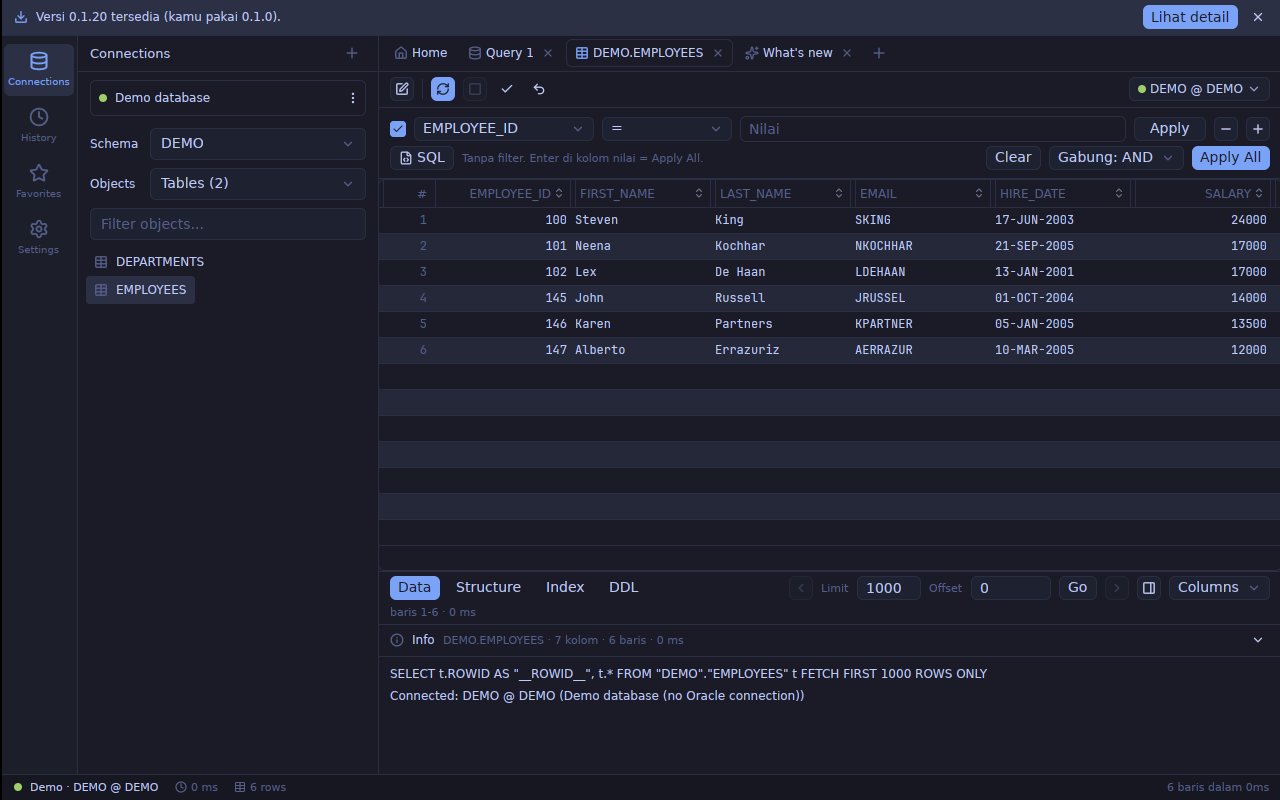 Versi 0.1.20 tersedia (kamu pakai 0.1.0). Lihat detail
Connections
History
Favorites
Settings
Connections
Demo database
Schema DEMO
Objects Tables (2)
Filter objects...
DEPARTMENTS
EMPLOYEES
Home Query 1 DEMO.EMPLOYEES What's new
DEMO @ DEMO
EMPLOYEE_ID = Nilai Apply
SQL Tanpa filter. Enter di kolom nilai = Apply All. Clear Gabung: AND Apply All
# EMPLOYEE_ID FIRST_NAME LAST_NAME EMAIL HIRE_DATE SALARY
1 100 Steven King SKING 17-JUN-2003 24000
2 101 Neena Kochhar NKOCHHAR 21-SEP-2005 17000
3 102 Lex De Haan LDEHAAN 13-JAN-2001 17000
4 145 John Russell JRUSSEL 01-OCT-2004 14000
5 146 Karen Partners KPARTNER 05-JAN-2005 13500
6 147 Alberto Errazuriz AERRAZUR 10-MAR-2005 12000
Data Structure Index DDL Limit 1000 Offset 0 Go Columns
baris 1-6 · 0 ms
Info DEMO.EMPLOYEES · 7 kolom · 6 baris · 0 ms
SELECT t.ROWID AS "__ROWID__", t.* FROM "DEMO"."EMPLOYEES" t FETCH FIRST 1000 ROWS ONLY
Connected: DEMO @ DEMO (Demo database (no Oracle connection))
Demo · DEMO @ DEMO 0 ms 6 rows 6 baris dalam 0ms